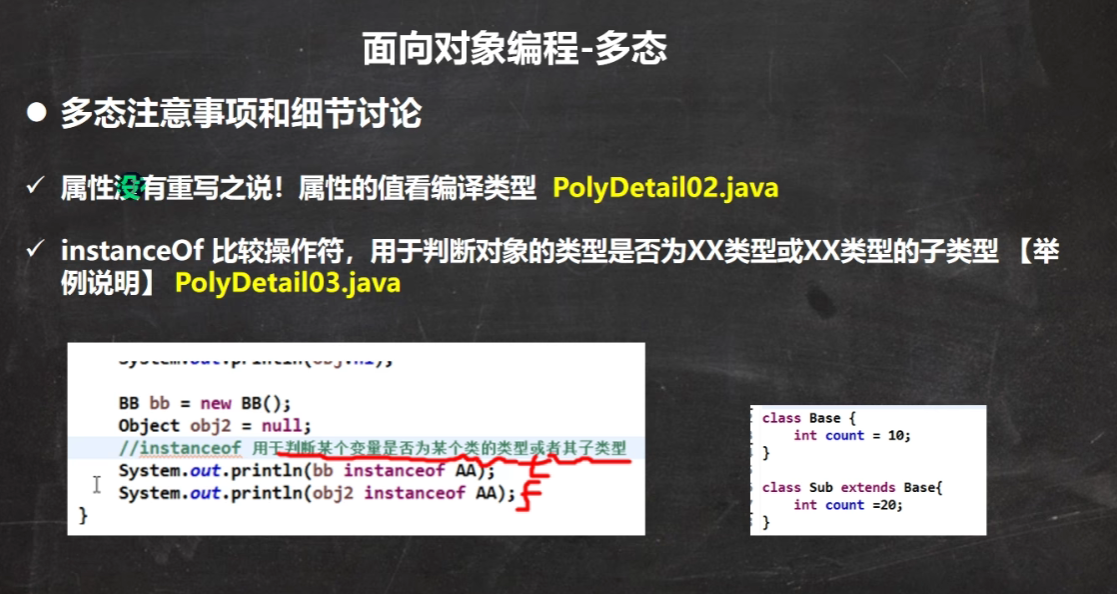 面向对象编程-多态
多态注意事项和细节讨论
属性没有重写之说！属性的值看编译类型 PolyDetail02.java
instanceOf 比较操作符，用于判断对象的类型是否为XX类型或XX类型的子类型 【举
例说明】 PolyDetail03.java
BB bb = new BB();
Object obj2 = null;
//instanceof 用于判断某个变量是否为某个类的类型或者其子类型
System.out.println(bb instanceof AA); t
System.out.println(obj2 instanceof AA); F
}
class Base {
int count = 10;
}
class Sub extends Base{
int count =20;
}